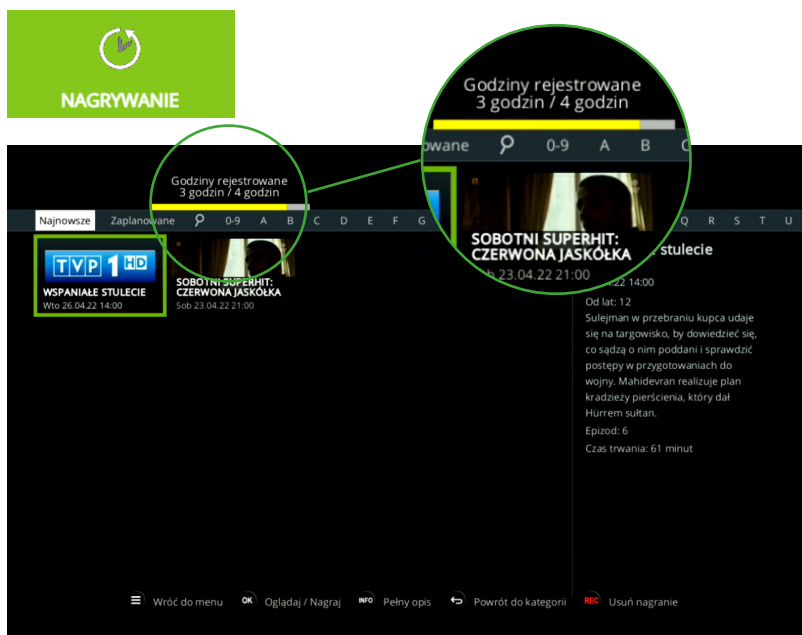 NAGRYWANIE
Godziny rejestrowane
3 godzin / 4 godzin
owane 0-9 A B C
SOBOTNI SUPERHIT:
CZERWONA JASKÓŁKA
Sob 23.04.22 21:00
Godziny rejestrowane
3 godzin / 4 godzin
Najnowsze Zaplanowane 0-9 A B C D E F G Q R S T U
TVP 1 HD
WSPANIAŁE STULECIE
Wto 26.04.22 14:00
SOBOTNI SUPERHIT:
CZERWONA JASKÓŁKA
Sob 23.04.22 21:00
stulecie
.22 14:00
Od lat: 12
Sulejman w przebraniu kupca udaje
się na targowisko, by dowiedzieć się,
co sądzą o nim poddani i sprawdzić
postępy w przygotowaniach do
wojny. Mahidevran realizuje plan
kradzieży pierścienia, który dał
Hürrem sułtan.
Epizod: 6
Czas trwania: 61 minut
Wróć do menu OK Oglądaj / Nagraj INFO Pełny opis Powrót do kategorii REC Usuń nagranie